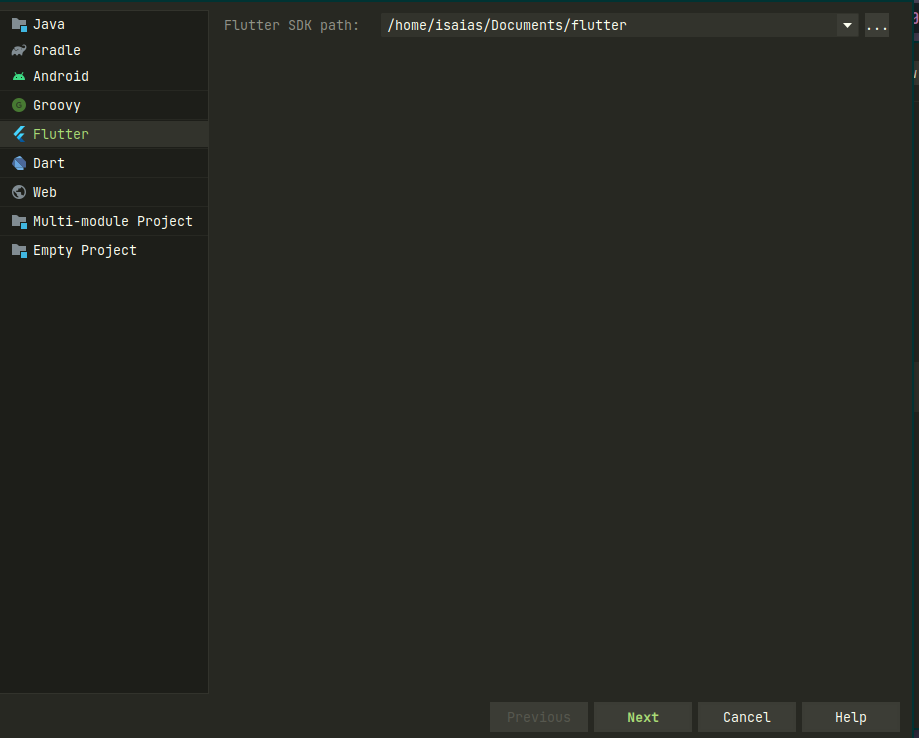 Java
Gradle
Android
Groovy
Flutter
Dart
Web
Multi-module Project
Empty Project
Flutter SDK path: /home/isaias/Documents/flutter ...
Previous Next Cancel Help